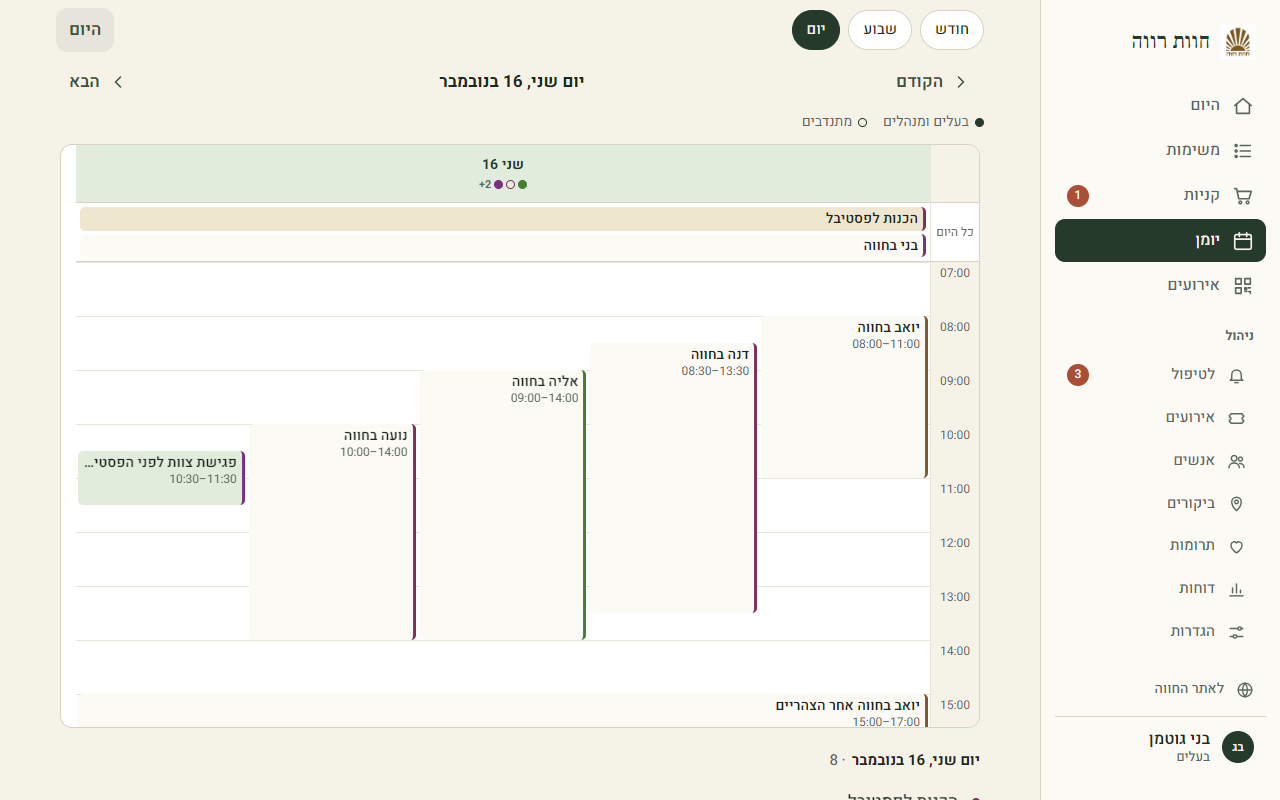 חוות רווה
היום
משימות
קניות
1
יומן
אירועים
ניהול
לטיפול
3
אירועים
אנשים
ביקורים
תרומות
דוחות
הגדרות
לאתר החווה
בג
בני גוטמן
בעלים
חודש
שבוע
יום
היום
הקודם
יום שני, 16 בנובמבר
הבא
בעלים ומנהלים
מתנדבים
שני 16
+2
כל היום
הכנות לפסטיבל
בני בחווה
07:00
08:00
09:00
10:00
11:00
12:00
13:00
14:00
15:00
יואב בחווה
08:00–11:00
דנה בחווה
08:30–13:30
אליה בחווה
09:00–14:00
נועה בחווה
10:00–14:00
פגישת צוות לפני הפסטי...
10:30–11:30
יואב בחווה אחר הצהריים
15:00–17:00
יום שני, 16 בנובמבר · 8
הכנות לפסטיבל